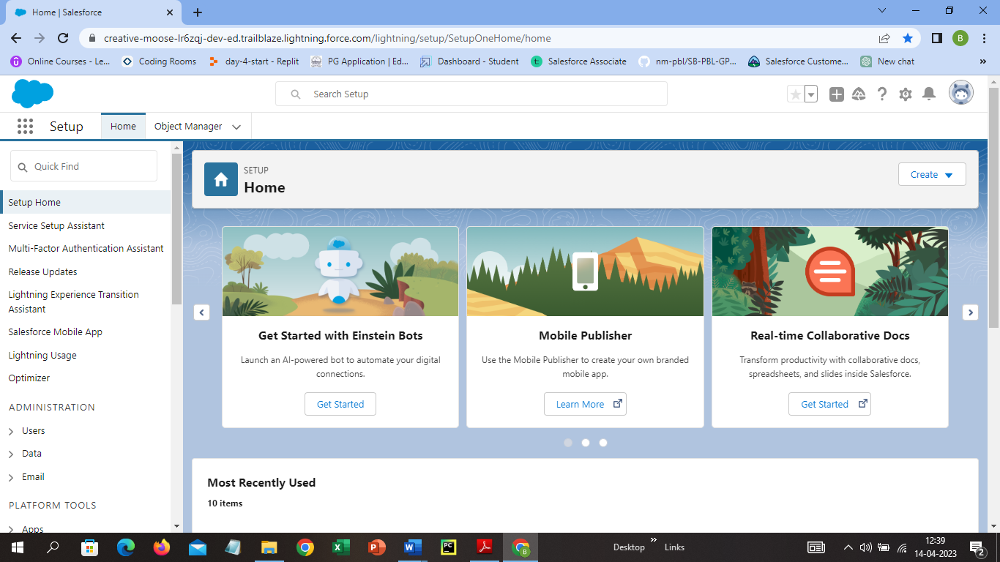 Home | Salesforce
creative-moose-lr6zqj-dev-ed.trailblaze.lightning.force.com/lightning/setup/SetupOneHome/home
B
Online Courses - Le...
Coding Rooms
day-4-start - Replit
PG Application | Ed...
Dashboard - Student
t:
Salesforce Associate
nm-pbl/SB-PBL-GP...
Salesforce Custome...
New chat
»
Search Setup
Setup
Home
Object Manager
Quick Find
Setup Home
Service Setup Assistant
Multi-Factor Authentication Assistant
Release Updates
Lightning Experience Transition
Assistant
Salesforce Mobile App
Lightning Usage
Optimizer
ADMINISTRATION
Users
Data
Email
PLATFORM TOOLS
Apps
SETUP
Home
Create
Get Started with Einstein Bots
Launch an AI-powered bot to automate your digital
connections.
Get Started
Mobile Publisher
Use the Mobile Publisher to create your own branded
mobile app.
Learn More
Real-time Collaborative Docs
Transform productivity with collaborative docs,
spreadsheets, and slides inside Salesforce.
Get Started
Most Recently Used
10 items
Desktop
»
Links
12:39
14-04-2023
2